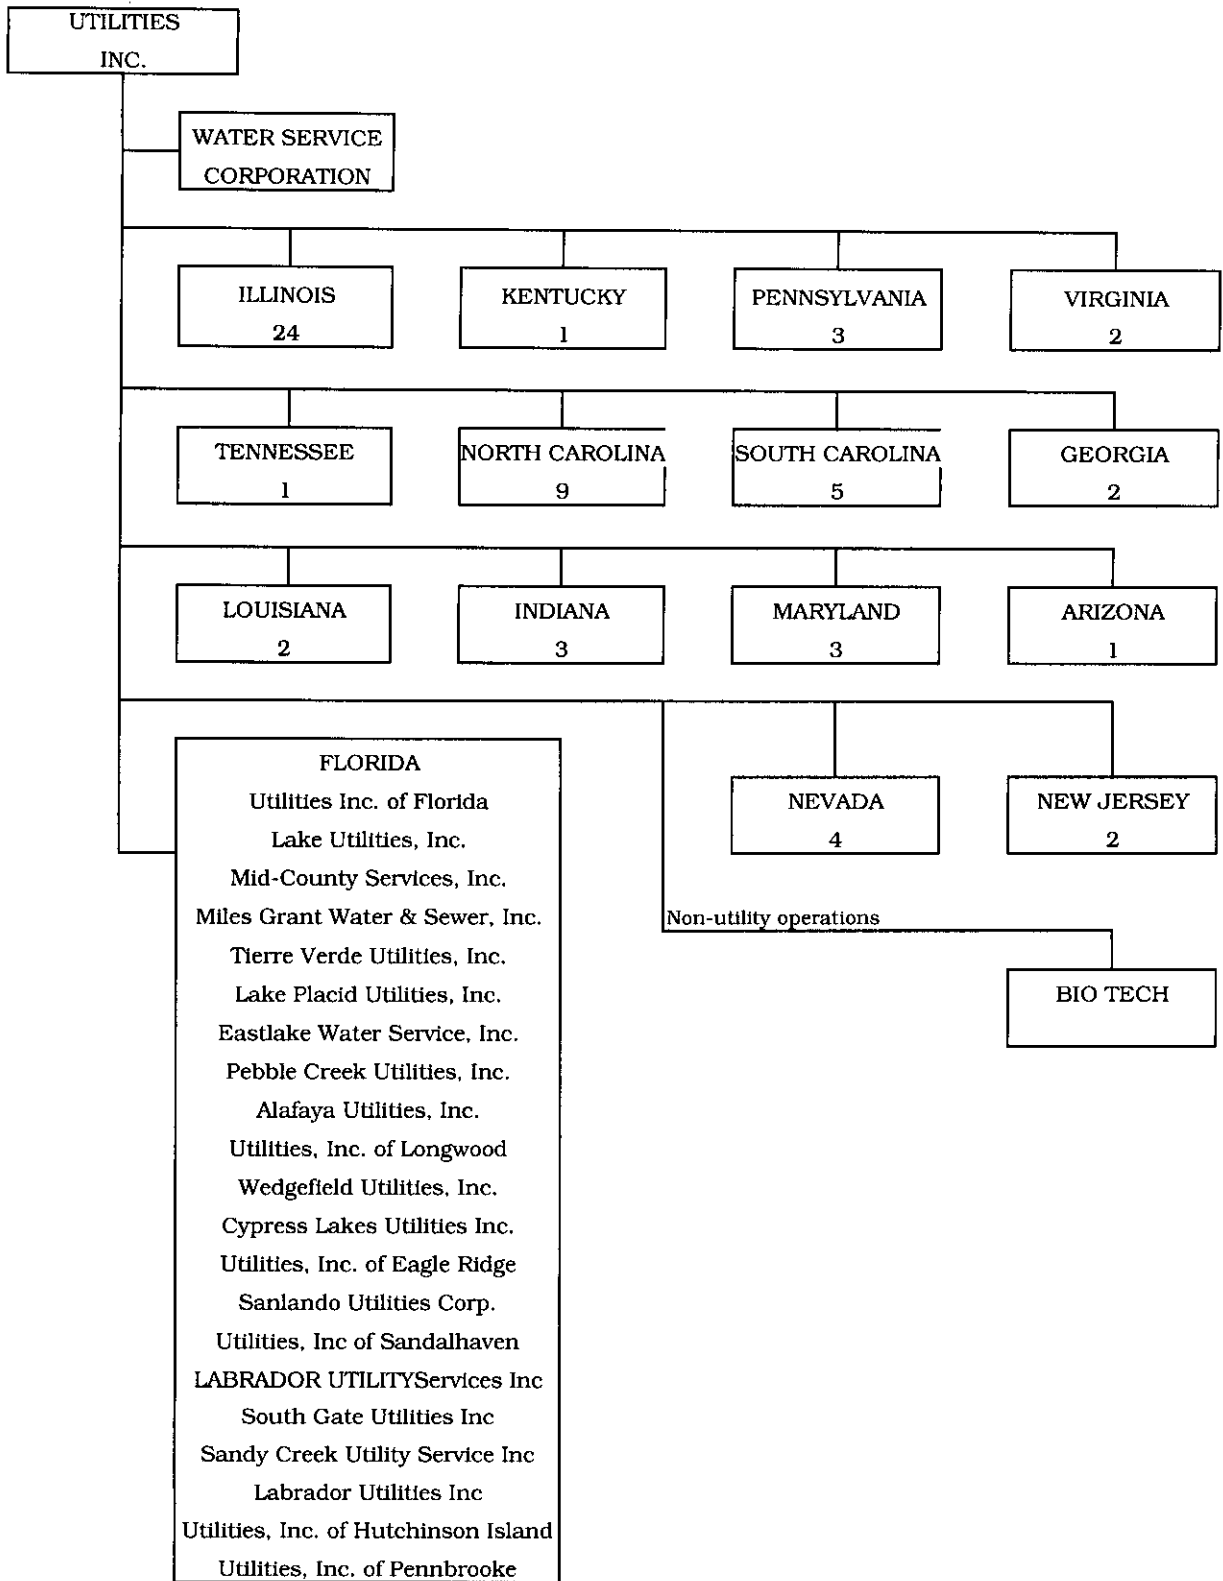 UTILITIES
INC.
WATER SERVICE
CORPORATION
ILLINOIS
24
KENTUCKY
1
PENNSYLVANIA
3
VIRGINIA
2
TENNESSEE
1
NORTH CAROLINA
9
SOUTH CAROLINA
5
GEORGIA
2
LOUISIANA
2
INDIANA
3
MARYLAND
3
ARIZONA
1
FLORIDA
Utilities Inc. of Florida
Lake Utilities, Inc.
Mid-County Services, Inc.
Miles Grant Water & Sewer, Inc.
Tierre Verde Utilities, Inc.
Lake Placid Utilities, Inc.
Eastlake Water Service, Inc.
Pebble Creek Utilities, Inc.
Alafaya Utilities, Inc.
Utilities, Inc. of Longwood
Wedgefield Utilities, Inc.
Cypress Lakes Utilities Inc.
Utilities, Inc. of Eagle Ridge
Sanlando Utilities Corp.
Utilities, Inc of Sandalhaven
LABRADOR UTILITYServices Inc
South Gate Utilities Inc
Sandy Creek Utility Service Inc
Labrador Utilities Inc
Utilities, Inc. of Hutchinson Island
Utilities, Inc. of Pennbrooke
NEVADA
4
NEW JERSEY
2
Non-utility operations
BIO TECH